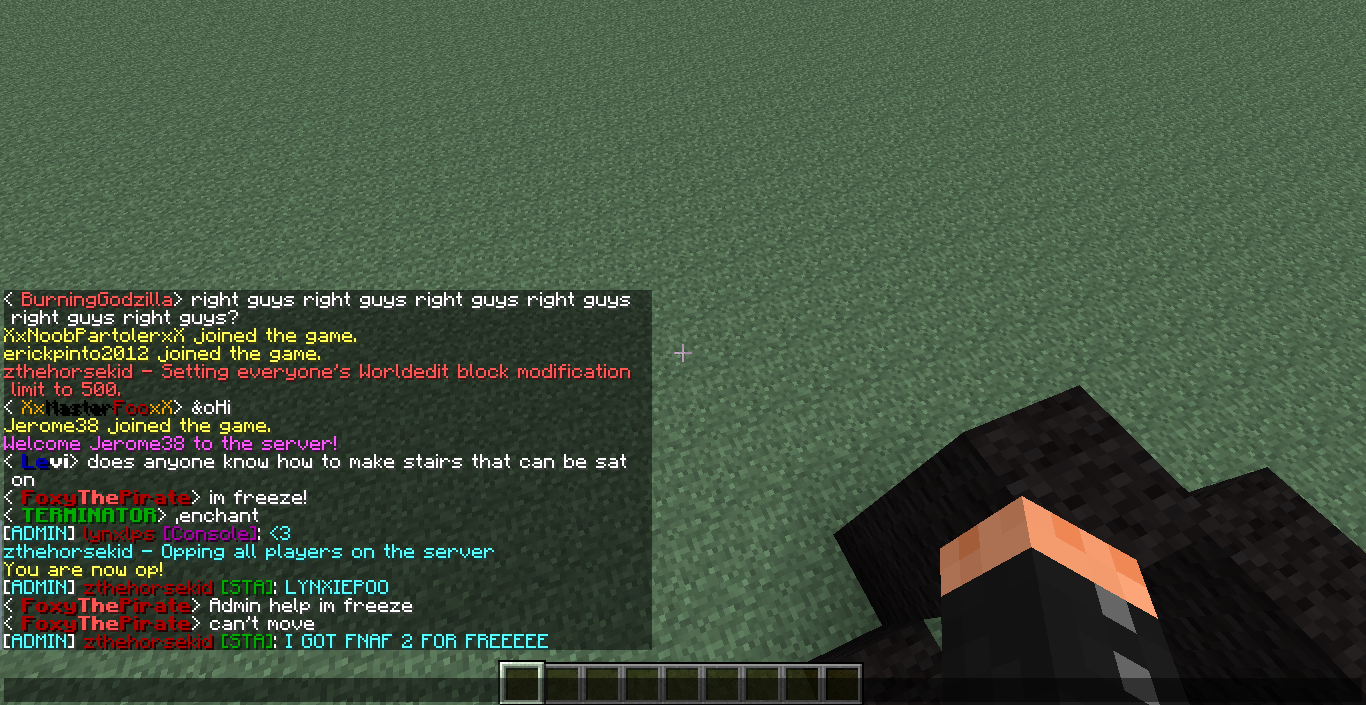 < BurningGodzilla> right guys right guys right guys right guys
right guys right guys?
XxNoobPartolerxX joined the game.
erickpinto2012 joined the game.
zthehorsekid - Setting everyone's Worldedit block modification
limit to 500.
< XxMasterFooxX> &oHi
Jerome38 joined the game.
Welcome Jerome38 to the server!
< Levi> does anyone know how to make stairs that can be sat
on
< FoxyThePirate> im freeze!
< TERMINATOR> ,enchant
[ADMIN] lynxlps [Console]: <3
zthehorsekid - Opping all players on the server
You are now op!
[ADMIN] zthehorsekid [STA]: LYNXIEPOO
< FoxyThePirate> Admin help im freeze
< FoxyThePirate> can't move
[ADMIN] zthehorsekid [STA]: I GOT FNAF 2 FOR FREEEEE